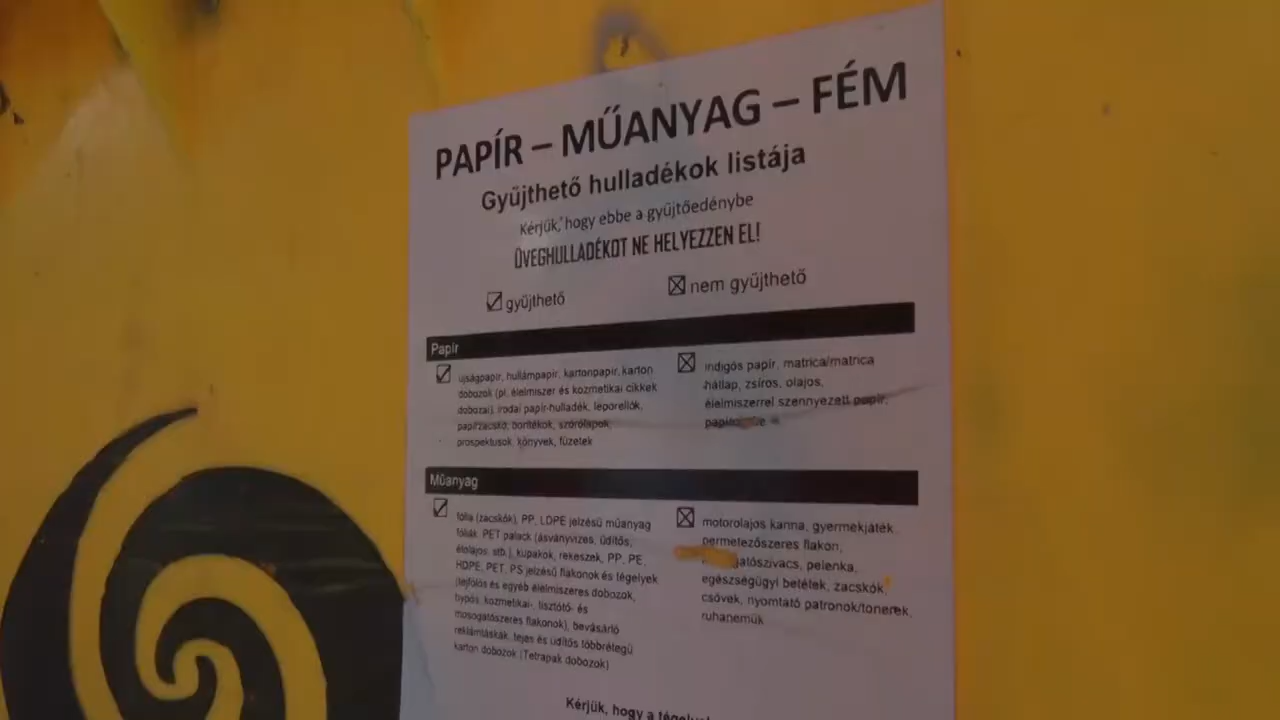 PAPÍR – MŰANYAG – FÉM
Gyűjthető hulladékok listája
Kérjük, hogy ebbe a gyűjtőedénybe
ÜVEGHULLADÉKOT NE HELYEZZEN EL!
gyűjthető
nem gyűjthető
Papír
újságpapír, hullámpapír, kartonpapír, karton
dobozok (pl. élelmiszer és kozmetikai cikkek
dobozai), irodai papír-hulladék, leporellók,
papírzacskó, borítékok, szórólapok,
prospektusok, könyvek, füzetek
indigós papír, matrica/matrica
hátlap, zsíros, olajos,
élelmiszerrel szennyezett papír,
Műanyag
fólia (zacskók), PP, LDPE jelzésű műanyag
fóliák, PET palack (ásványvizes, üdítős,
étolajos, stb.), kupakok, rekeszek, PP, PE,
HDPE, PET, PS jelzésű flakonok és tégelyek
(tejfölös és egyéb élelmiszeres dobozok,
hypós, kozmetikai-, tisztító- és
mosogatószeres flakonok), bevásárló
reklámtáskák, tejes és üdítős többrétegű
karton dobozok (Tetrapak dobozok)
motorolajos kanna, gyermekjáték,
permetezőszeres flakon,
pelenka,
egészségügyi betétek, zacskók,
csövek, nyomtató patronok/tonerek,
ruhanemük
Kérjük, hogy a